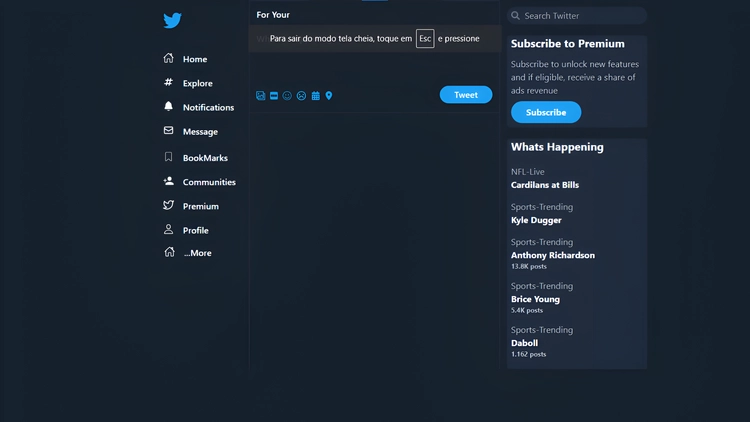 Home
Explore
Notifications
Message
BookMarks
Communities
Premium
Profile
...More
For Your
Para sair do modo tela cheia, toque em Esc e pressione
Tweet
Search Twitter
Subscribe to Premium
Subscribe to unlock new features
and if eligible, receive a share of
ads revenue
Subscribe
Whats Happening
NFL-Live
Cardilans at Bills
Sports-Trending
Kyle Dugger
Sports-Trending
Anthony Richardson
13.8K posts
Sports-Trending
Brice Young
5.4K posts
Sports-Trending
Daboll
1.162 posts